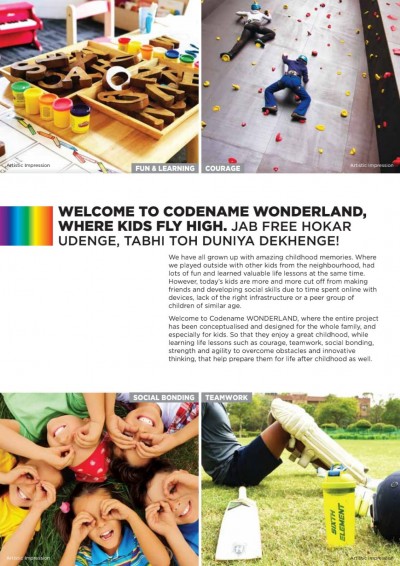 Artistic Impression
FUN & LEARNING
COURAGE
Artistic Impression
WELCOME TO CODENAME WONDERLAND,
WHERE KIDS FLY HIGH. JAB FREE HOKAR
UDENGE, TABHI TOH DUNIYA DEKHENGE!
We have all grown up with amazing childhood memories. Where
we played outside with other kids from the neighbourhood, had
lots of fun and learned valuable life lessons at the same time.
However, today's kids are more and more cut off from making
friends and developing social skills due to time spent online with
devices, lack of the right infrastructure or a peer group of
children of similar age.
Welcome to Codename WONDERLAND, where the entire project
has been conceptualised and designed for the whole family, and
especially for kids. So that they enjoy a great childhood, while
learning life lessons such as courage, teamwork, social bonding,
strength and agility to overcome obstacles and innovative
thinking, that help prepare them for life after childhood as well.
SOCIAL BONDING
TEAMWORK
SIXTH
ELEMENT
Artistic Impression
Artistic Impression